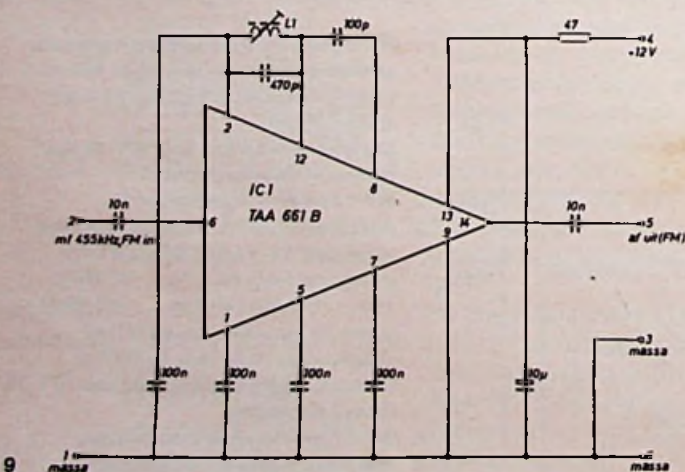 L1
100p
47
4
+12V
470p
2
12
8
IC1
TAA 661 B
10n
2
6
mf 455kHz,FM in
13
14
10n
5
af uit(FM)
9
7
5
1
3
massa
100n
100n
100n
100n
10μ
9
1
massa
massa